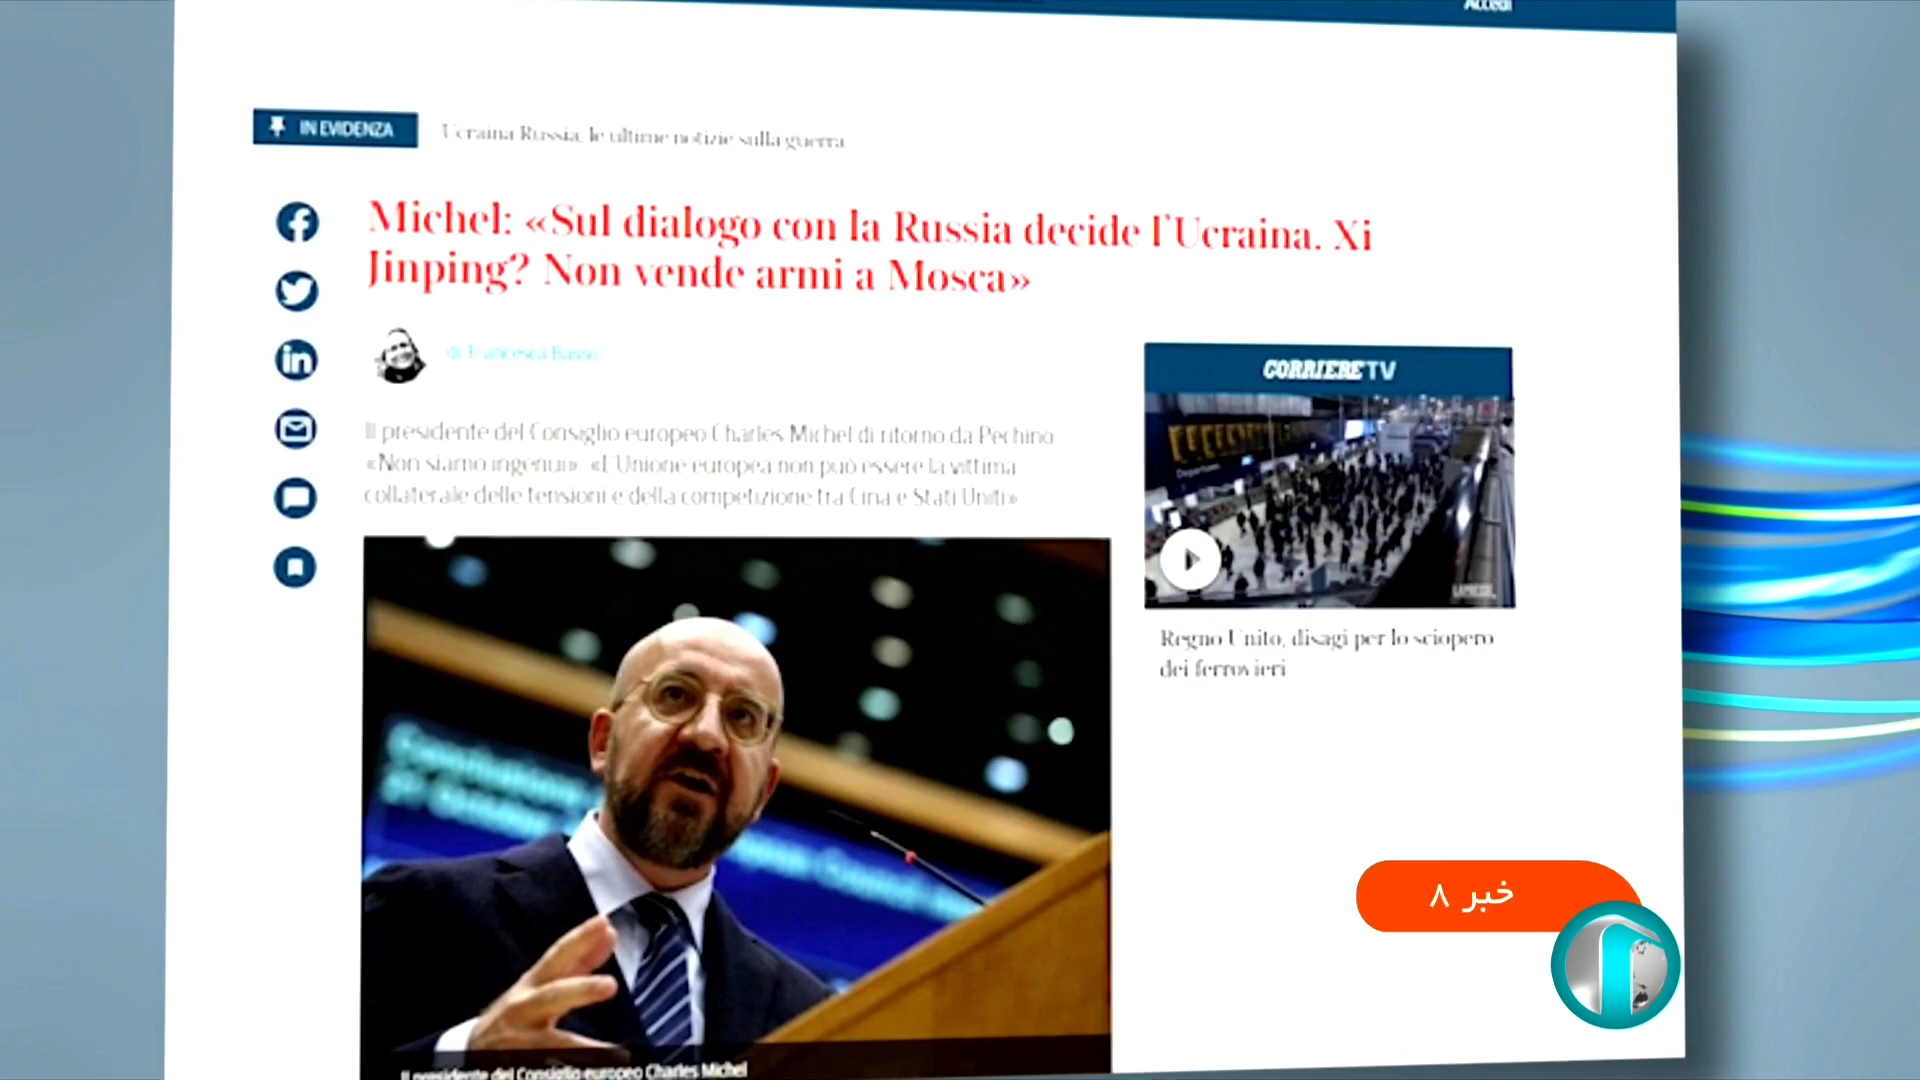 Accedi
IN EVIDENZA
Ucraina Russia, le ultime notizie sulla guerra
Michel: «Sul dialogo con la Russia decide l'Ucraina. Xi
Jinping? Non vende armi a Mosca»
di Francesca Basso
Il presidente del Consiglio europeo Charles Michel di ritorno da Pechino:
«Non siamo ingenui». «L'Unione europea non può essere la vittima
collaterale delle tensioni e della competizione tra Cina e Stati Uniti»
CORRIERE TV
Departures
Regno Unito, disagi per lo sciopero
dei ferrovieri
خبر ۸
Il presidente del Consiglio europeo Charles Michel